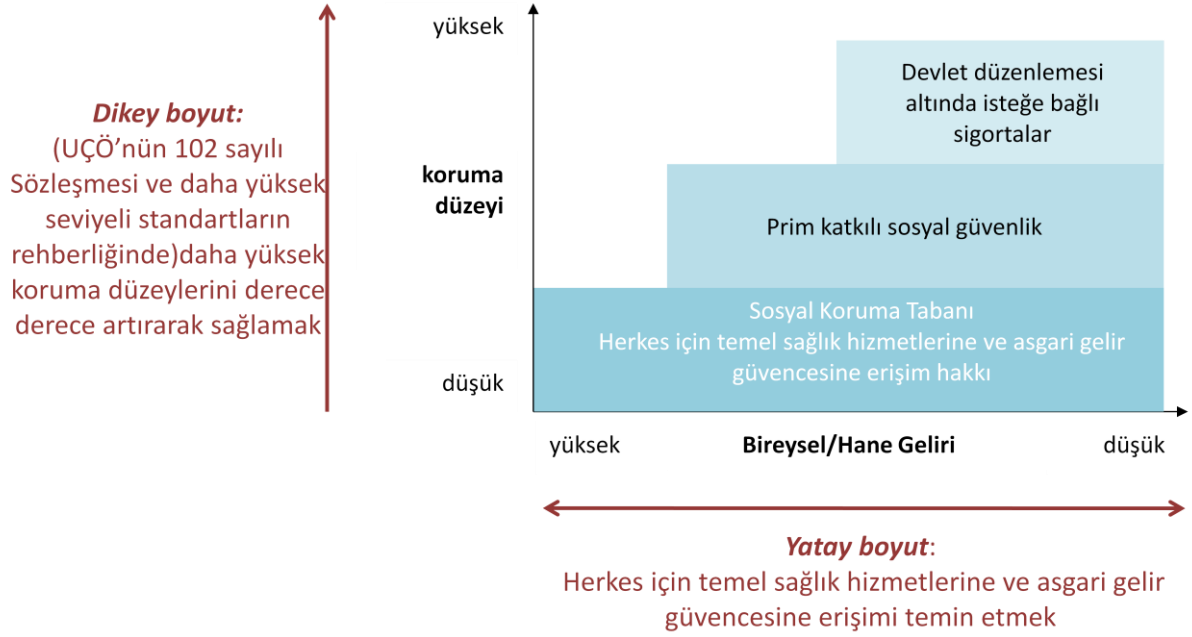 Dikey boyut:
(UÇÖ’nün 102 sayılı
Sözleşmesi ve daha yüksek
seviyeli standartların
rehberliğinde)daha yüksek
koruma düzeylerini derece
derece artırarak sağlamak
yüksek
koruma
düzeyi
düşük
Devlet düzenlemesi
altında isteğe bağlı
sigortalar
Prim katkılı sosyal güvenlik
Sosyal Koruma Tabanı
Herkes için temel sağlık hizmetlerine ve asgari gelir
güvencesine erişim hakkı
yüksek
Bireysel/Hane Geliri
düşük
Yatay boyut:
Herkes için temel sağlık hizmetlerine ve asgari gelir
güvencesine erişimi temin etmek